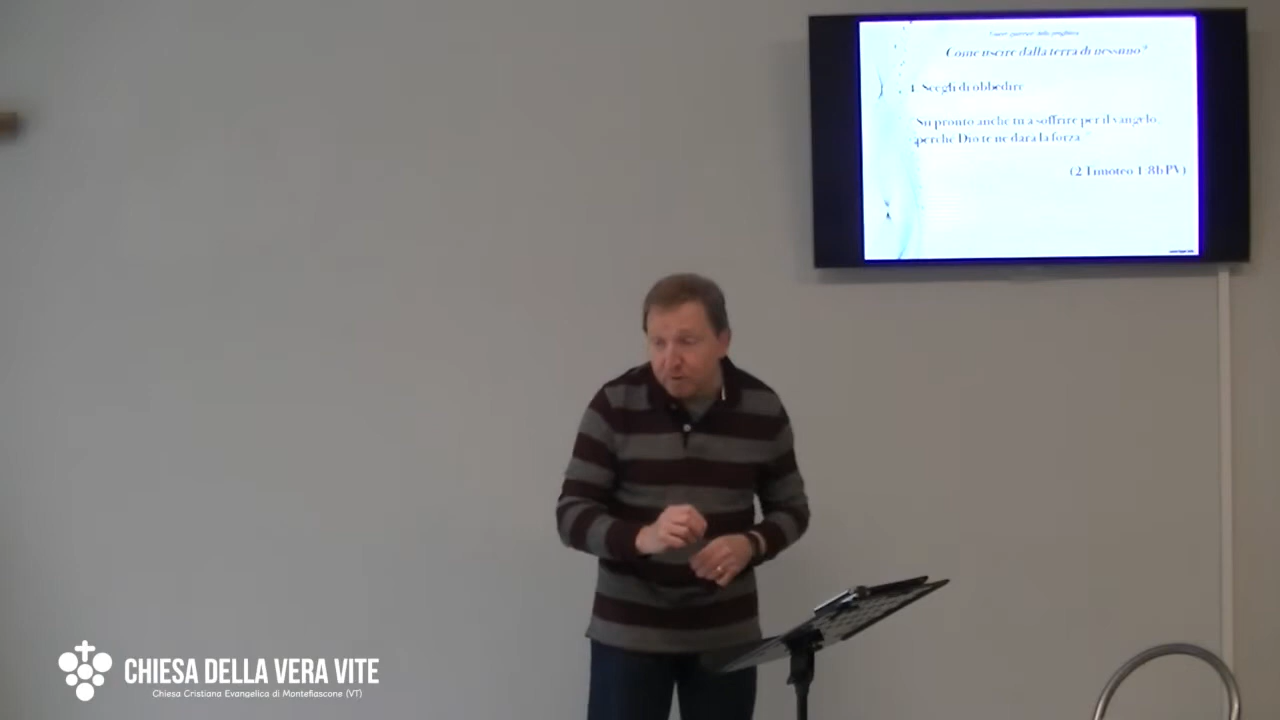 Come uscire dalla terra di nessuno?
4. Scegli di obbedire
Sii pronto anche tu a soffrire per il vangelo,
perché Dio te ne darà la forza."
(2 Timoteo 1:8b PV)
CHIESA DELLA VERA VITE
Chiesa Cristiana Evangelica di Montefiascone (VT)